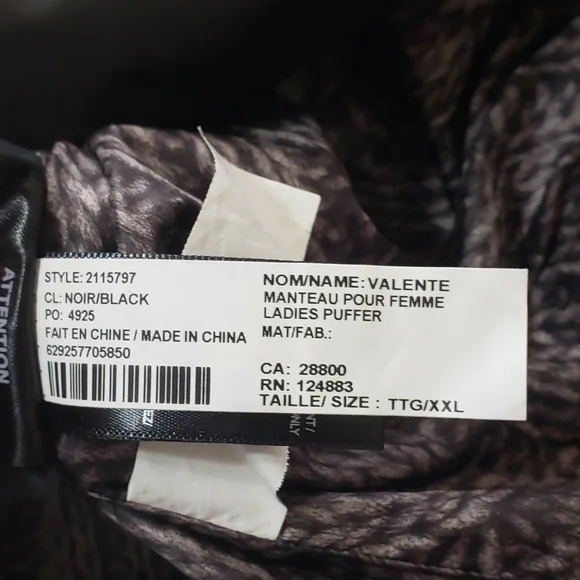 STYLE: 2115797
CL: NOIR/BLACK
PO: 4925
FAIT EN CHINE / MADE IN CHINA
629257705850
NOM/NAME: VALENTE
MANTEAU POUR FEMME
LADIES PUFFER
MAT/FAB.:
CA: 28800
RN: 124883
TAILLE/ SIZE : TTG/XXL
ATTENTION